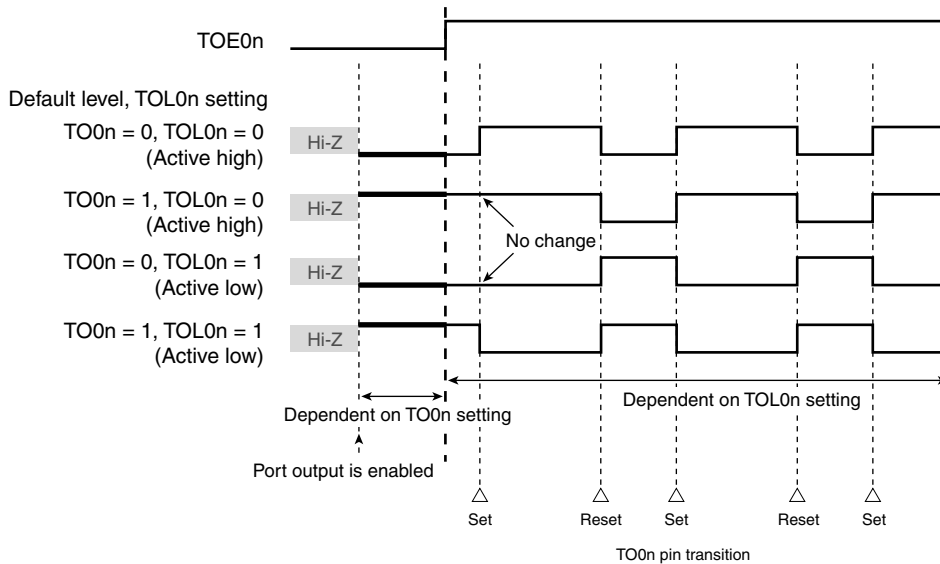 TOE0n
Default level, TOL0n setting
TO0n = 0, TOL0n = 0
(Active high)
Hi-Z
TO0n = 1, TOL0n = 0
(Active high)
Hi-Z
No change
TO0n = 0, TOL0n = 1
(Active low)
Hi-Z
TO0n = 1, TOL0n = 1
(Active low)
Hi-Z
Dependent on TO0n setting
Dependent on TOL0n setting
Port output is enabled
Set
Reset
Set
Reset
Set
TO0n pin transition